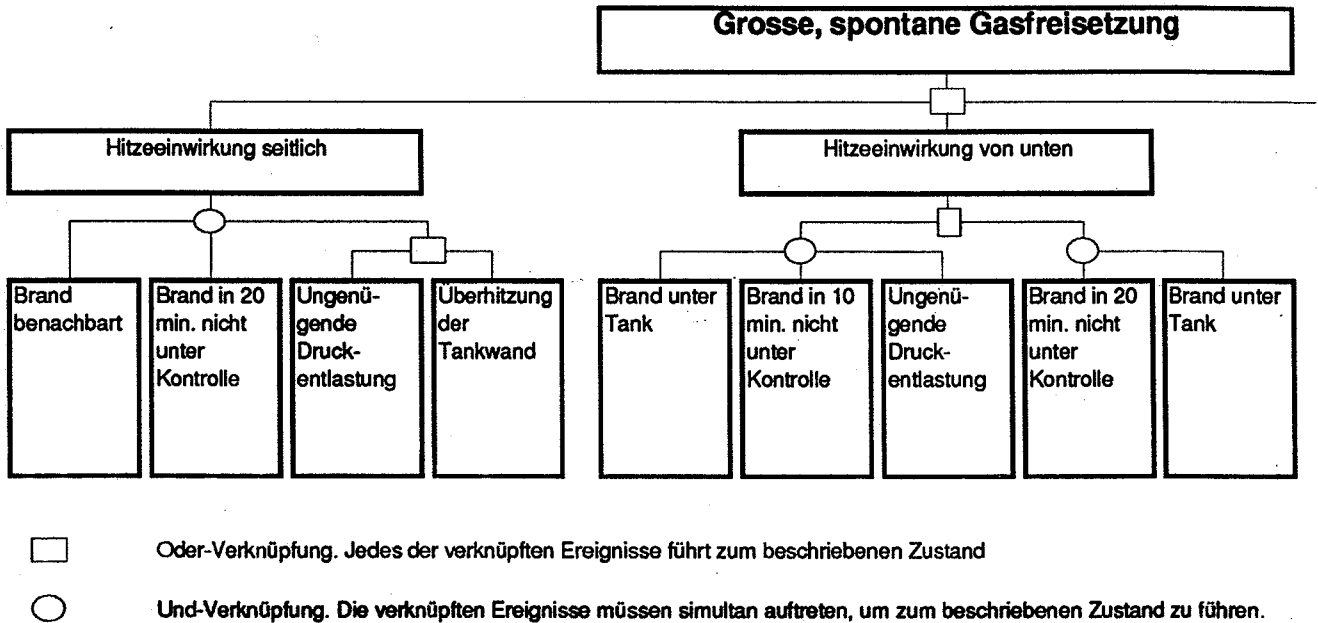 Grosse, spontane Gasfreisetzung
Hitzeeinwirkung seitlich
Hitzeeinwirkung von unten
Brand
benachbart
Brand in 20
min. nicht
unter
Kontrolle
Ungenü-
gende
Druck-
entlastung
Überhitzung
der
Tankwand
Brand unter
Tank
Brand in 10
min. nicht
unter
Kontrolle
Ungenü-
gende
Druck-
entlastung
Brand in 20
min. nicht
unter
Kontrolle
Brand unter
Tank
Oder-Verknüpfung. Jedes der verknüpften Ereignisse führt zum beschriebenen Zustand
Und-Verknüpfung. Die verknüpften Ereignisse müssen simultan auftreten, um zum beschriebenen Zustand zu führen.